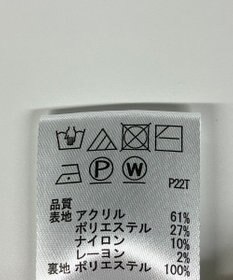 P W
P22T
品質
表地 アクリル 61%
ポリエステル 27%
ナイロン 10%
レーヨン 2%
裏地 ポリエステル 100%